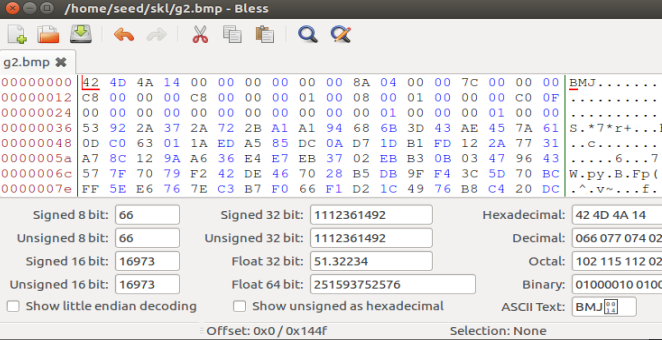 /home/seed/skl/g2.bmp - Bless
g2.bmp
00000000 42 4D 4A 14 00 00 00 00 00 00 8A 04 00 00 7C 00 00 00 BMJ...............
00000012 C8 00 00 00 C8 00 00 00 01 00 08 00 01 00 00 00 C0 0F ..................
00000024 00 00 00 00 00 00 00 00 00 00 00 01 00 00 00 01 00 00 ..................
00000036 53 92 2A 37 2A 72 2B A1 A1 94 68 6B 3D 43 AE 45 7A 61 S.*7*r+...
00000048 0D C0 63 01 1A ED A5 85 DC 0A D7 1D B1 FD 12 2A 77 31 ..c...........
0000005a A7 8C 12 9A A6 36 E4 E7 EB 37 02 EB B3 0B 03 47 96 43 .....6...7
0000006c 57 7F 70 79 F2 42 DE 46 70 28 B5 DB 9F F4 3C 5D 70 BC W.py.B.Fp(
0000007e FF 5E E6 76 7E C3 B7 F0 66 F1 D2 1C 49 76 B8 C4 20 DC .^.v~...f.
Signed 8 bit: 66 Signed 32 bit: 1112361492 Hexadecimal: 42 4D 4A 14
Unsigned 8 bit: 66 Unsigned 32 bit: 1112361492 Decimal: 066 077 074 02
Signed 16 bit: 16973 Float 32 bit: 51.32234 Octal: 102 115 112 02
Unsigned 16 bit: 16973 Float 64 bit: 251593752576 Binary: 01000010 0100
Show little endian decoding Show unsigned as hexadecimal ASCII Text: BMJ
Offset: 0x0 / 0x144f Selection: None